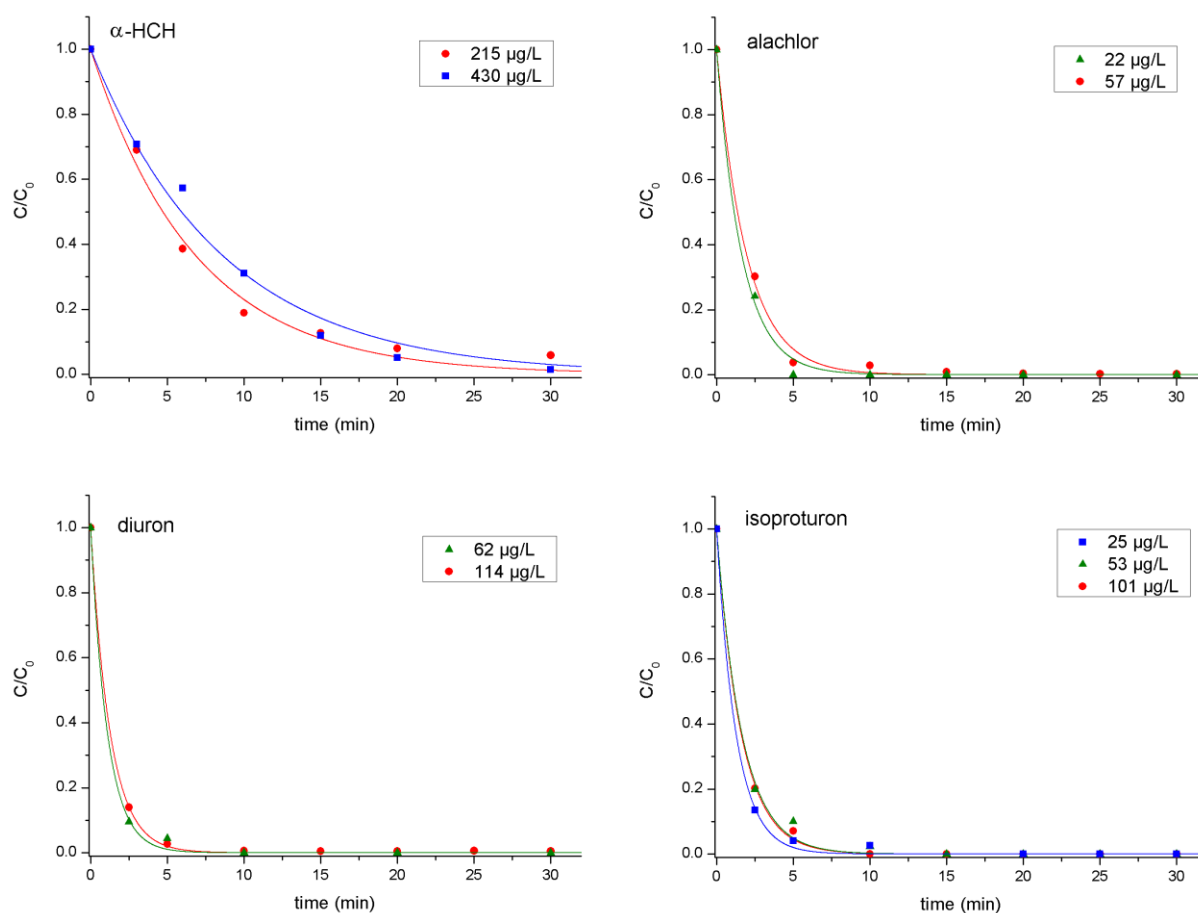 α-HCH
215 µg/L
430 µg/L
1.0
0.8
0.6
0.4
0.2
0.0
C/C0
0 5 10 15 20 25 30
time (min)
alachlor
22 µg/L
57 µg/L
1.0
0.8
0.6
0.4
0.2
0.0
C/C0
0 5 10 15 20 25 30
time (min)
diuron
62 µg/L
114 µg/L
1.0
0.8
0.6
0.4
0.2
0.0
C/C0
0 5 10 15 20 25 30
time (min)
isoproturon
25 µg/L
53 µg/L
101 µg/L
1.0
0.8
0.6
0.4
0.2
0.0
C/C0
0 5 10 15 20 25 30
time (min)